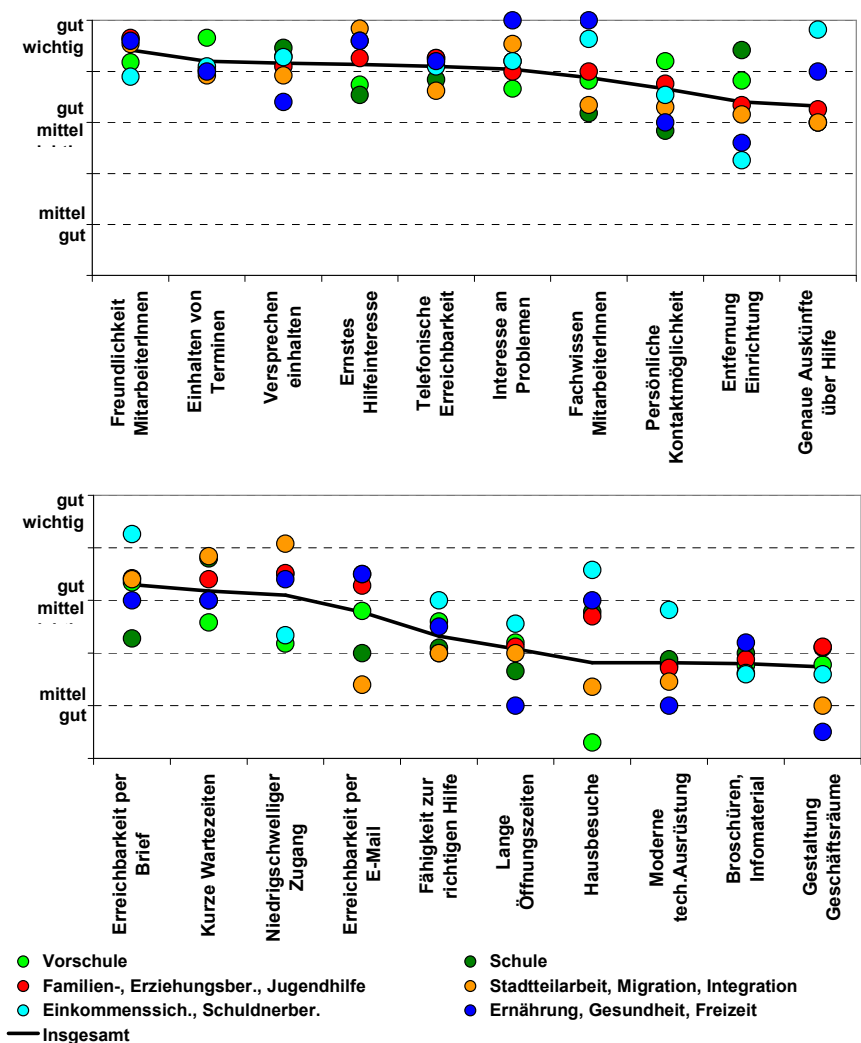 gut
wichtig
gut
mittel
mittel
gut
Freundlichkeit
MitarbeiterInnen
Einhalten von
Terminen
Versprechen
einhalten
Ernstes
Hilfeinteresse
Telefonische
Erreichbarkeit
Interesse an
Problemen
Fachwissen
MitarbeiterInnen
Persönliche
Kontaktmöglichkeit
Entfernung
Einrichtung
Genaue Auskünfte
über Hilfe
gut
wichtig
gut
mittel
mittel
gut
Erreichbarkeit per
Brief
Kurze Wartezeiten
Niedrigschwelliger
Zugang
Erreichbarkeit per
E-Mail
Fähigkeit zur
richtigen Hilfe
Lange
Öffnungszeiten
Hausbesuche
Moderne
tech.Ausrüstung
Broschüren,
Infomaterial
Gestaltung
Geschäftsräume
Vorschule
Schule
Familien-, Erziehungsber., Jugendhilfe
Stadtteilarbeit, Migration, Integration
Einkommenssich., Schuldnerber.
Ernährung, Gesundheit, Freizeit
Insgesamt